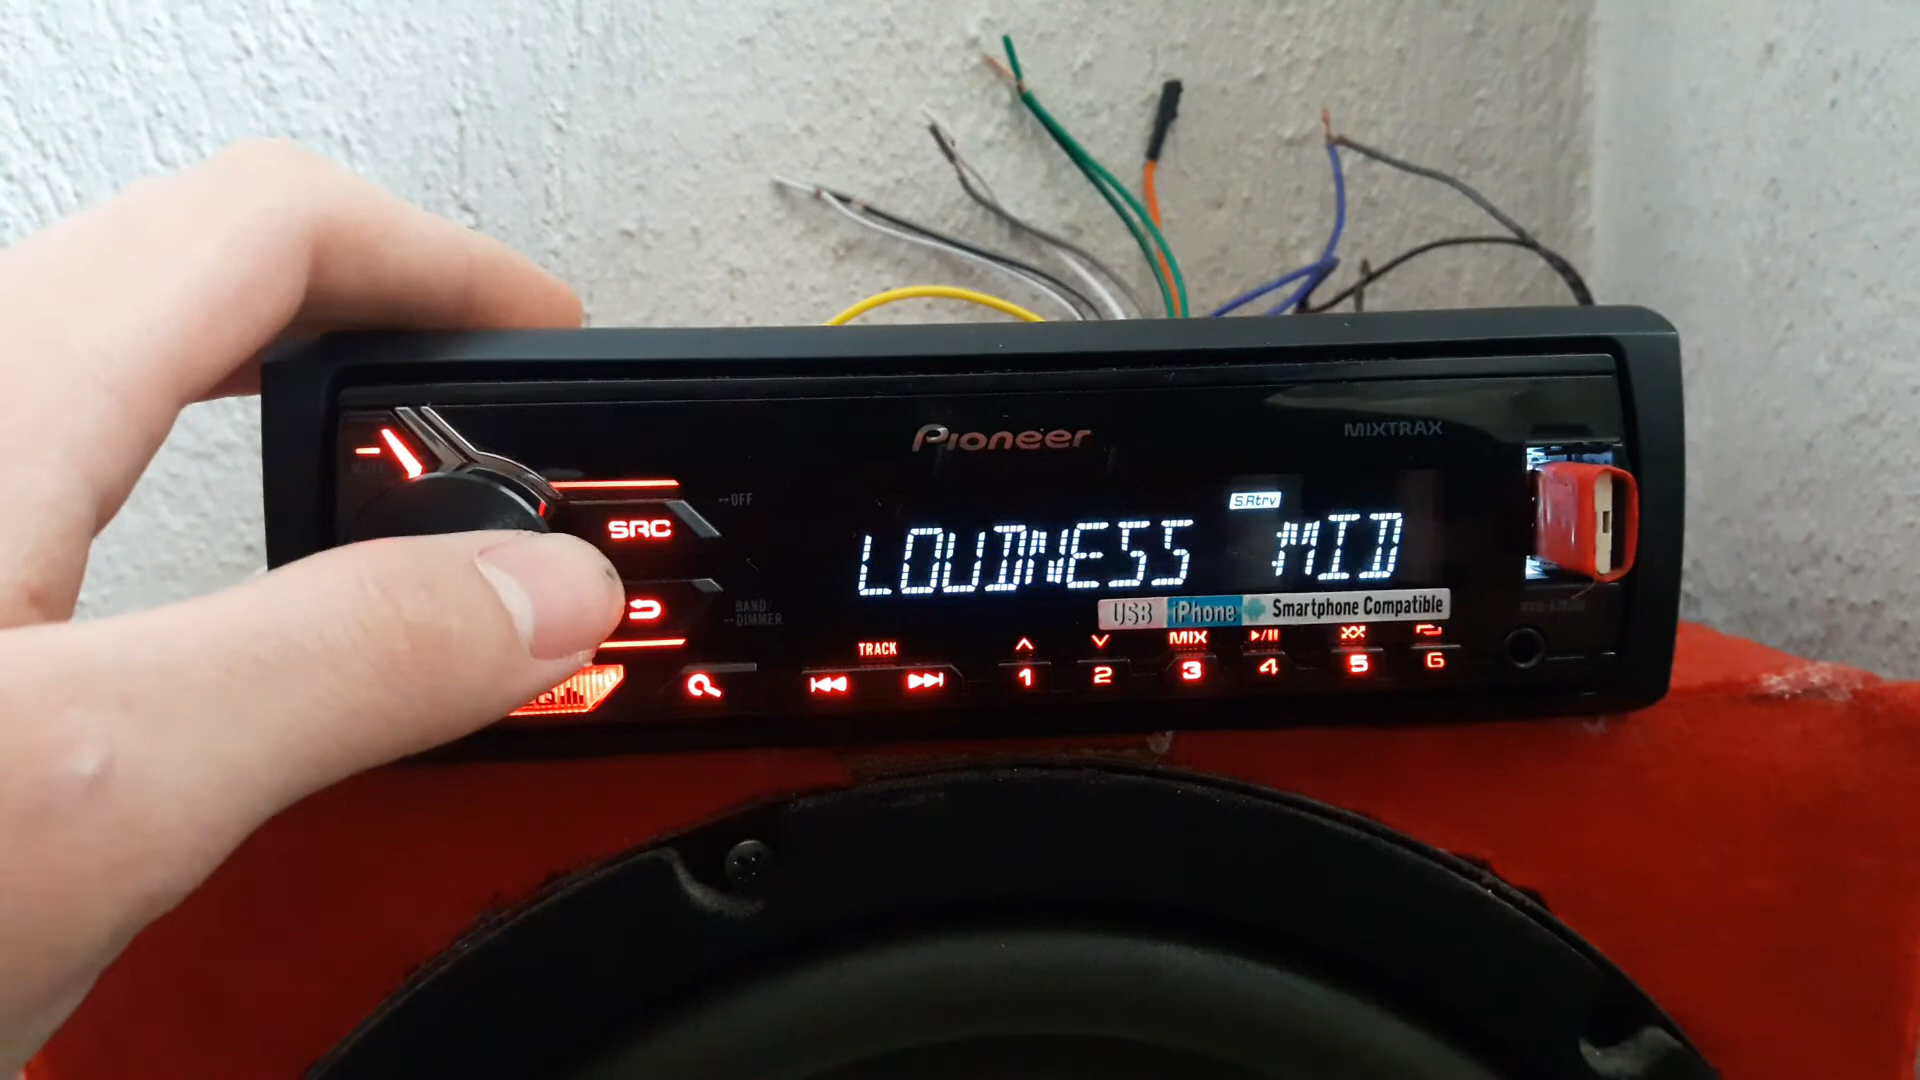 Pioneer
MIXTRAX
OFF
SRC
S.Rtrv
LOUDNESS MID
BAND/
DIMMER
USB iPhone Smartphone Compatible
TRACK
MIX
1 2 3 4 5 6